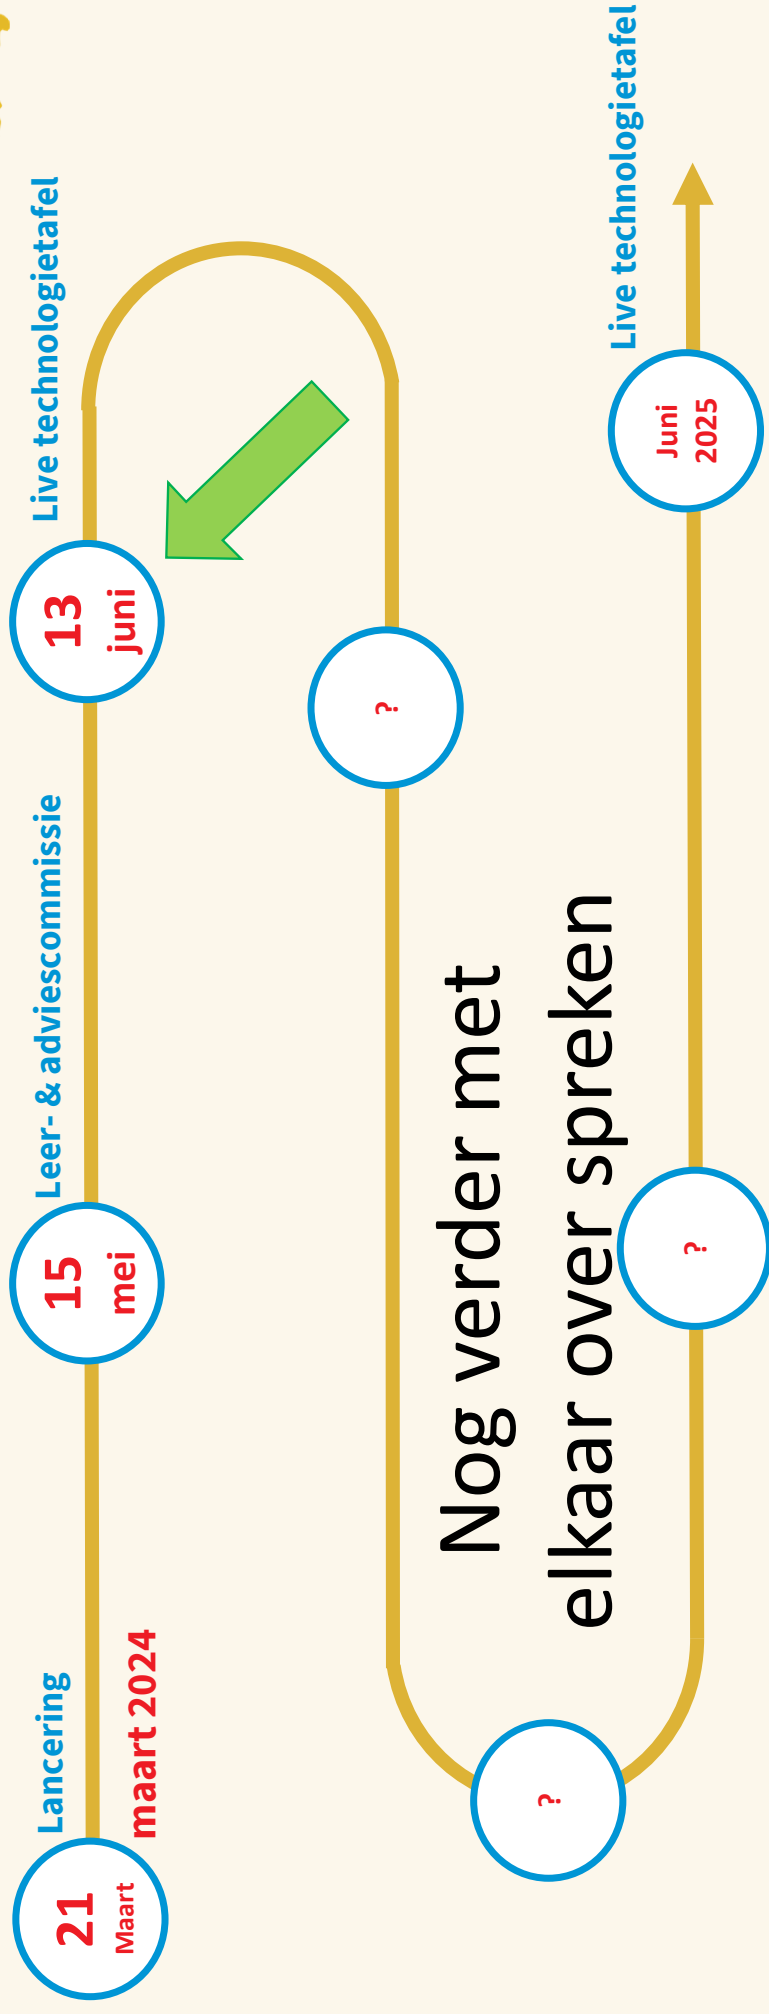 Lancering
21
Maart
maart 2024
Leer- & adviescommissie
15
mei
Live technologietafel
13
juni
?
Nog verder met
elkaar over spreken
?
?
Live technologietafel
Juni
2025